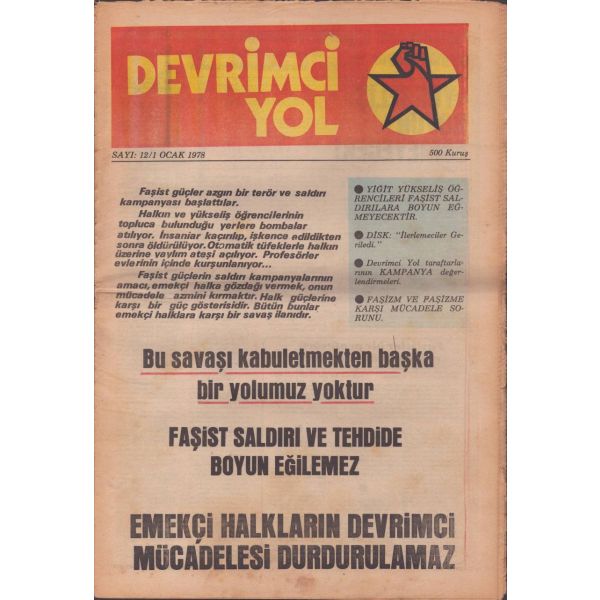 DEVRİMCİ
YOL
SAYI: 12/1 OCAK 1978
500 Kuruş
Faşist güçler azgın bir terör ve saldırı
kampanyası başlattılar.
Halkın ve yükseliş öğrencilerinin
topluca bulunduğu yerlere bombalar
atılıyor. İnsanlar kaçırılıp, işkence edildikten
sonra öldürülüyor. Otomatik tüfeklerle halkın
üzerine yaylım ateşi açılıyor. Profesörler
evlerinin içinde kurşunlanıyor...
Faşist güçlerin saldırı kampanyalarının
amacı, emekçi halka gözdağı vermek, onun
mücadele azmini kırmaktır. Halk güçlerine
karşı bir güç gösterisidir. Bütün bunlar
emekçi halklara karşı bir savaş ilanıdır.
● YİĞİT YÜKSELİŞ ÖĞ-
RENCİLERİ FAŞİST SAL-
DIRILARA BOYUN EĞ-
MEYECEKTİR.
● DİSK: "İlerlemeciler Ge-
riledi."
● Devrimci Yol taraftarla-
rının KAMPANYA değer-
lendirmeleri.
● FAŞİZM VE FAŞİZME
KARŞI MÜCADELE SO-
RUNU.
Bu savaşı kabuletmekten başka
bir yolumuz yoktur
FAŞİST SALDIRI VE TEHDİDE
BOYUN EĞİLEMEZ
EMEKÇİ HALKLARIN DEVRİMCİ
MÜCADELESİ DURDURULAMAZ